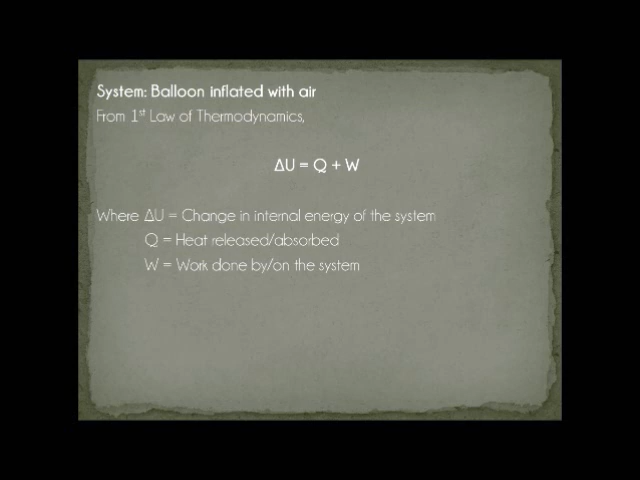 System: Balloon inflated with air
From 1st Law of Thermodynamics,
ΔU = Q + W
Where ΔU = Change in internal energy of the system
Q = Heat released/absorbed
W = Work done by/on the system